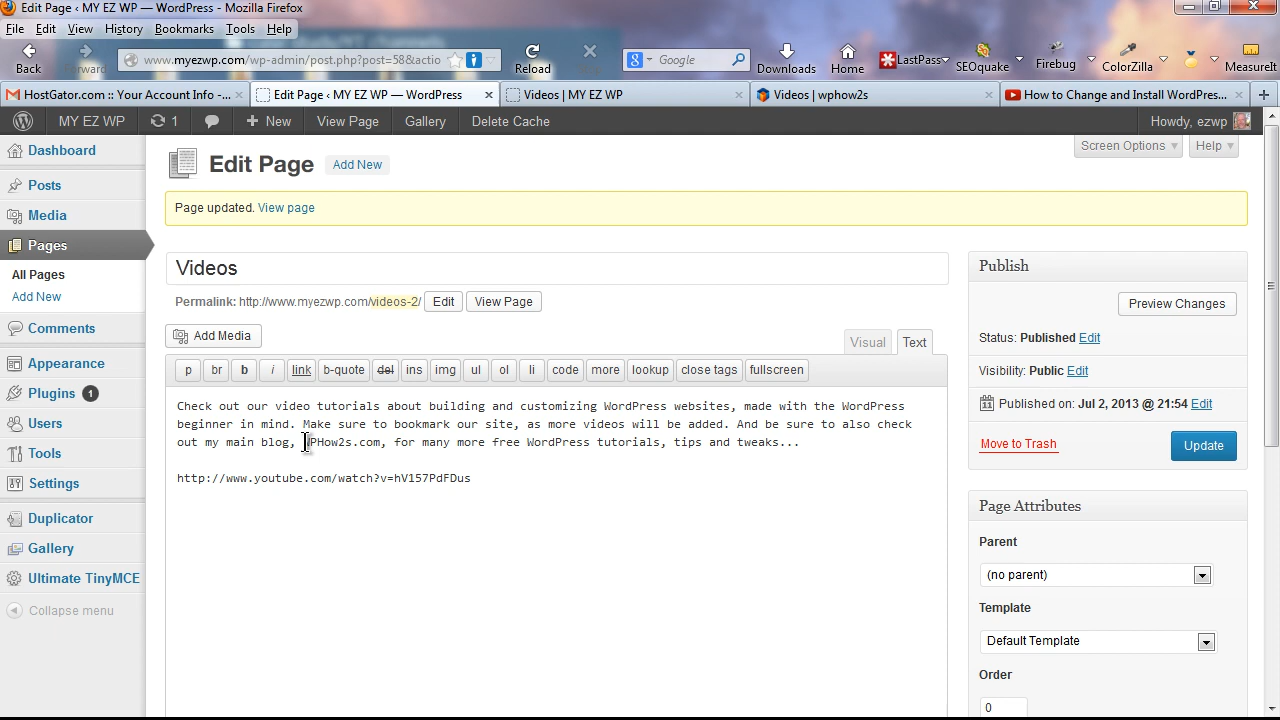 Edit Page ‹ MY EZ WP — WordPress - Mozilla Firefox
File Edit View History Bookmarks Tools Help
Back Forward www.myezwp.com/wp-admin/post.php?post=58&actio Reload Google Downloads Home LastPass SEOquake Firebug ColorZilla MeasureIt
HostGator.com :: Your Account Info -... Edit Page ‹ MY EZ WP — WordPress Videos | MY EZ WP Videos | wphow2s How to Change and Install WordPres...
MY EZ WP 1 New View Page Gallery Delete Cache Howdy, ezwp
Screen Options Help
Dashboard
Posts
Media
Pages
All Pages
Add New
Comments
Appearance
Plugins 1
Users
Tools
Settings
Duplicator
Gallery
Ultimate TinyMCE
Collapse menu
Edit Page Add New
Page updated. View page
Videos
Permalink: http://www.myezwp.com/videos-2/ Edit View Page
Add Media
Visual Text
p br b i link b-quote del ins img ul ol li code more lookup close tags fullscreen
Check out our video tutorials about building and customizing WordPress websites, made with the WordPress
beginner in mind. Make sure to bookmark our site, as more videos will be added. And be sure to also check
out my main blog, WPHow2s.com, for many more free WordPress tutorials, tips and tweaks...
http://www.youtube.com/watch?v=hV157PdFDus
Publish
Preview Changes
Status: Published Edit
Visibility: Public Edit
Published on: Jul 2, 2013 @ 21:54 Edit
Move to Trash
Update
Page Attributes
Parent
(no parent)
Template
Default Template
Order
0